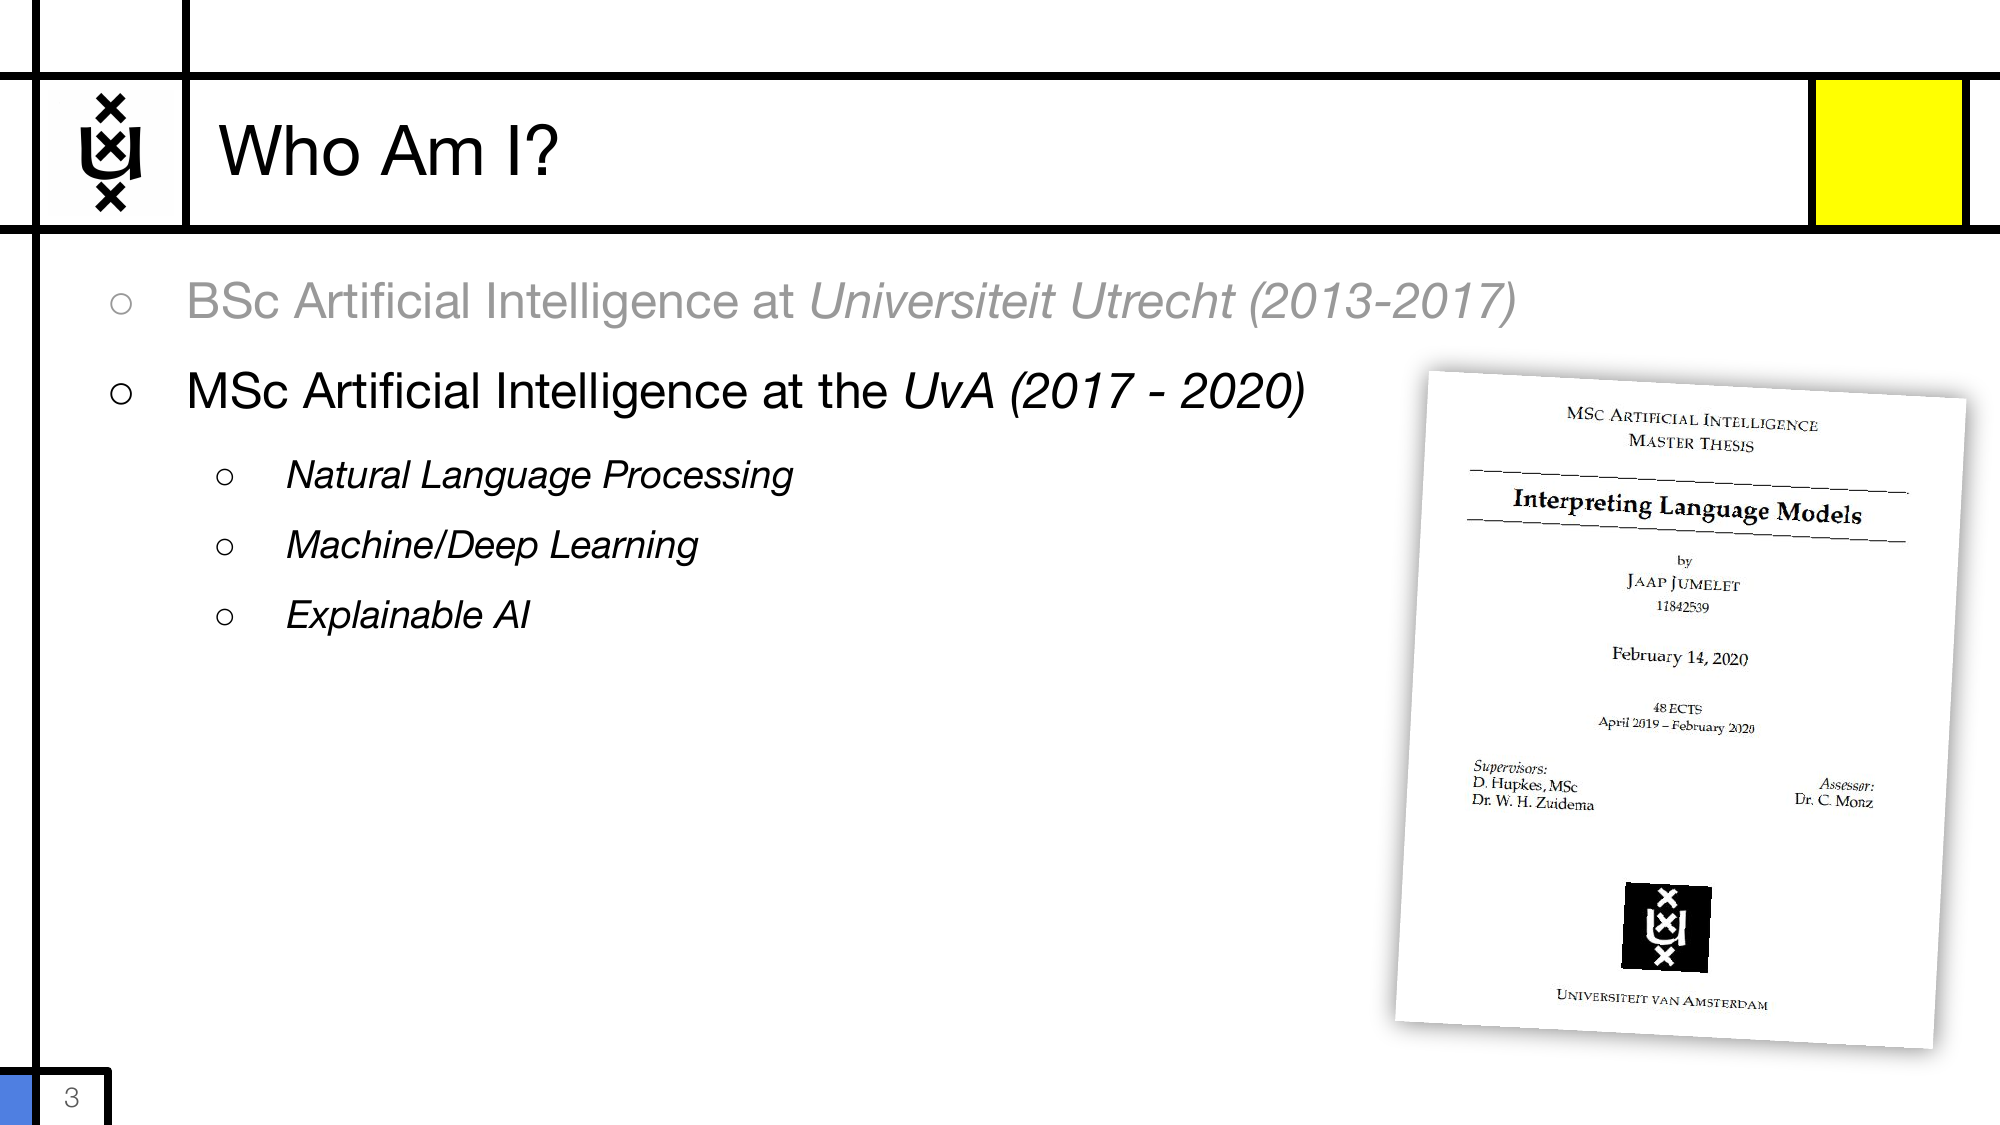 Who Am I?
○ BSc Artificial Intelligence at Universiteit Utrecht (2013-2017)
○ MSc Artificial Intelligence at the UvA (2017 - 2020)
○ Natural Language Processing
○ Machine/Deep Learning
○ Explainable AI
MSc Artificial Intelligence
Master Thesis
Interpreting Language Models
by
Jaap Jumelet
11842539
February 14, 2020
48 ECTS
April 2019 – February 2020
Supervisors:
D. Hupkes, MSc
Dr. W. H. Zuidema
Assessor:
Dr. C. Monz
Universiteit van Amsterdam
3